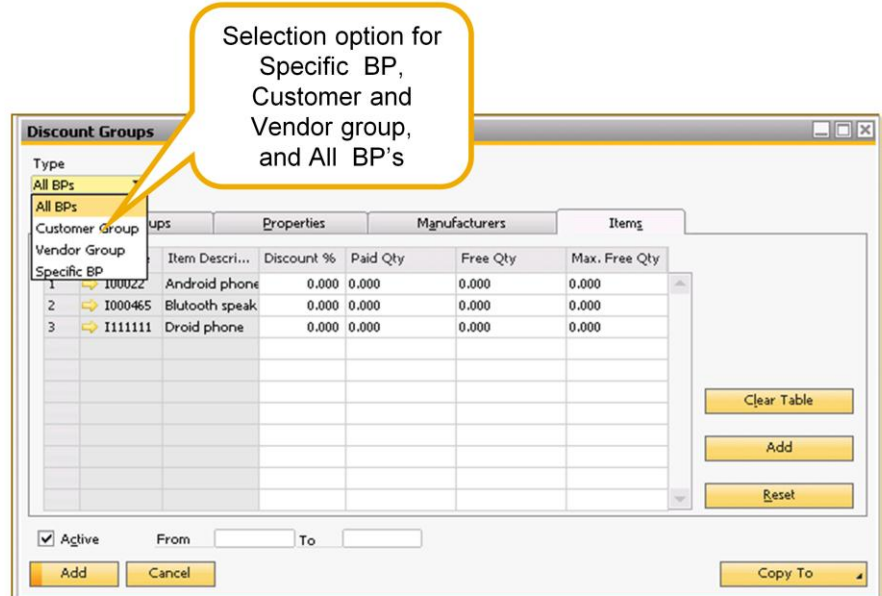 Selection option for
Specific BP,
Customer and
Vendor group,
and All BP's
Discount Groups
Type
All BPs
All BPs
Customer Group
Vendor Group
Specific BP
ups Properties Manufacturers Items
Item Descri... Discount % Paid Qty Free Qty Max. Free Qty
1 I00022 Android phone 0.000 0.000 0.000 0.000
2 I000465 Blutooth speak 0.000 0.000 0.000 0.000
3 I111111 Droid phone 0.000 0.000 0.000 0.000
Clear Table
Add
Reset
Active From To
Add Cancel Copy To